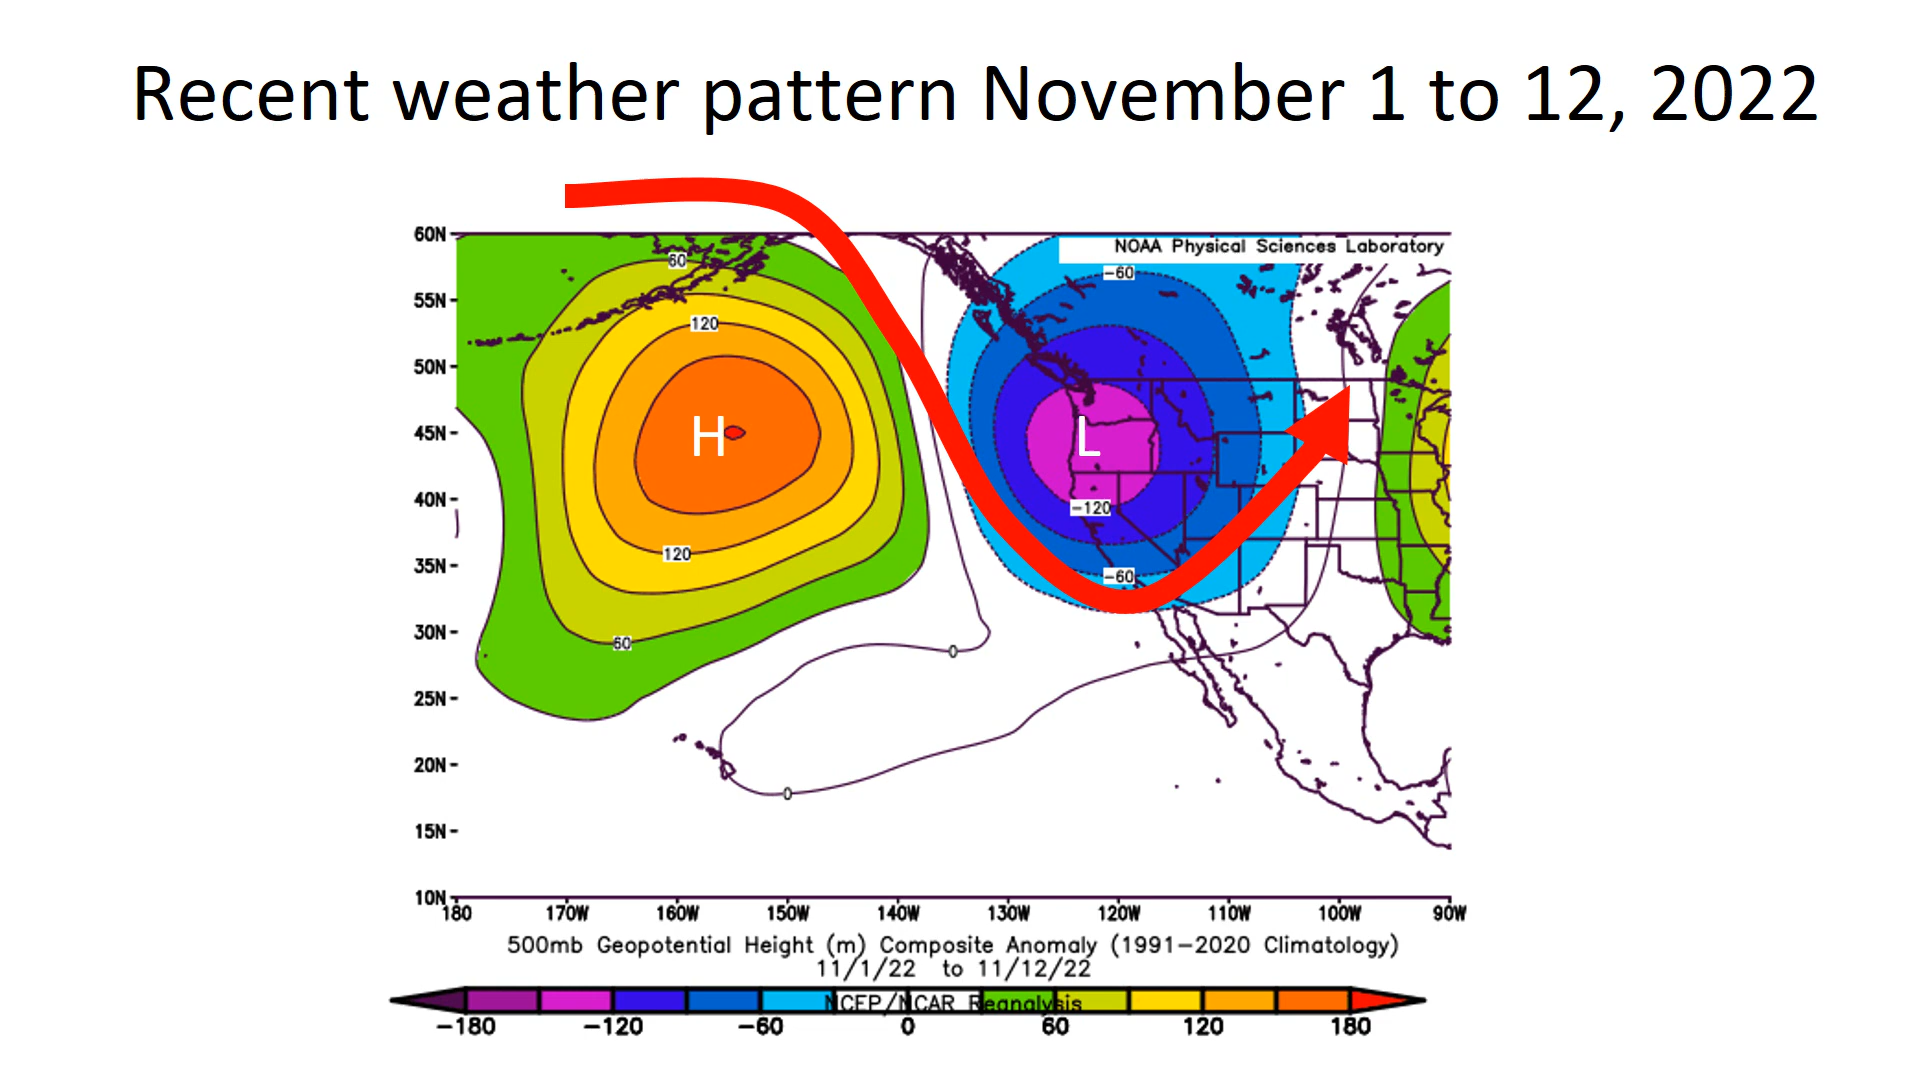 Recent weather pattern November 1 to 12, 2022
60N
NOAA Physical Sciences Laboratory
60
-60
55N
120
50N
45N
H
L
40N
-120
120
35N
-60
30N
60
0
25N
20N
0
15N
10N
180 170W 160W 150W 140W 130W 120W 110W 100W 90W
500mb Geopotential Height (m) Composite Anomaly (1991-2020 Climatology)
11/1/22 to 11/12/22
NCEP/NCAR Reanalysis
-180 -120 -60 0 60 120 180